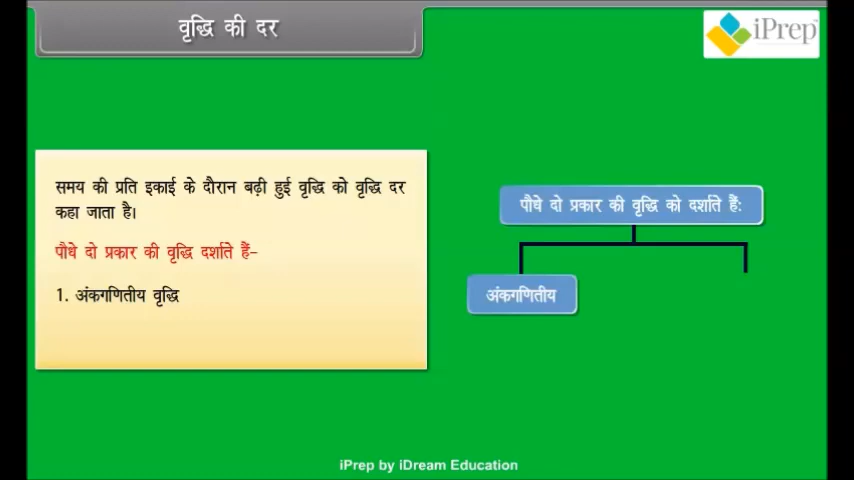 वृद्धि की दर
iPrep
समय की प्रति इकाई के दौरान बढ़ी हुई वृद्धि को वृद्धि दर
कहा जाता है।
पौधे दो प्रकार की वृद्धि दर्शाते हैं-
1. अंकगणितीय वृद्धि
पौधे दो प्रकार की वृद्धि को दर्शाते हैं:
अंकगणितीय
iPrep by iDream Education